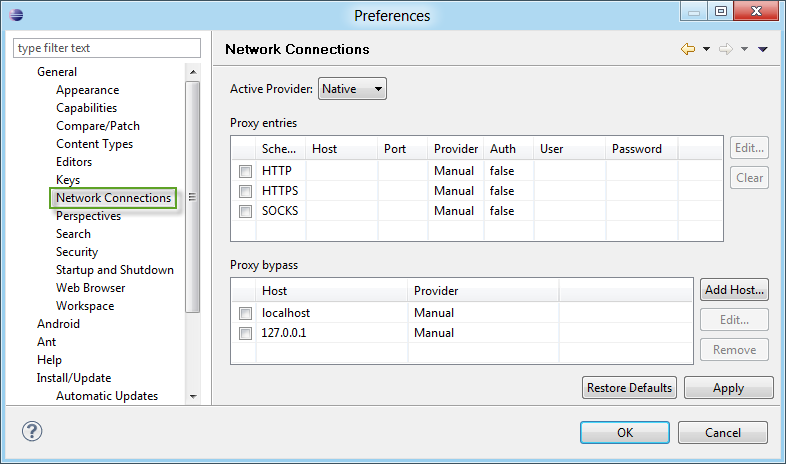 Preferences
type filter text
General
Appearance
Capabilities
Compare/Patch
Content Types
Editors
Keys
Network Connections
Perspectives
Search
Security
Startup and Shutdown
Web Browser
Workspace
Android
Ant
Help
Install/Update
Automatic Updates
Network Connections
Active Provider: Native
Proxy entries
Sche... Host Port Provider Auth User Password
HTTP Manual false
HTTPS Manual false
SOCKS Manual false
Edit...
Clear
Proxy bypass
Host Provider
localhost Manual
127.0.0.1 Manual
Add Host...
Edit...
Remove
Restore Defaults Apply
? OK Cancel